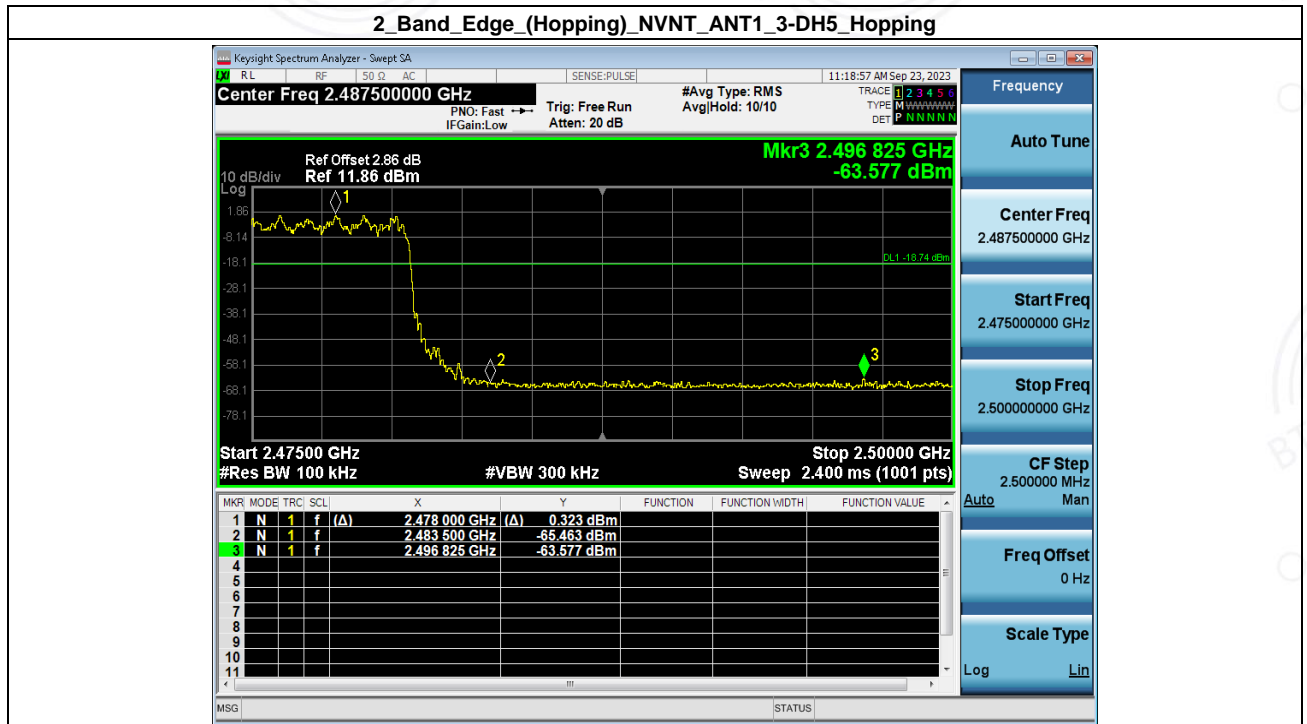 2_Band_Edge_(Hopping)_NVNT_ANT1_3-DH5_Hopping
Keysight Spectrum Analyzer - Swept SA
LXI RL RF 50 Ω AC SENSE:PULSE 11:18:57 AM Sep 23, 2023
Center Freq 2.487500000 GHz
PNO: Fast
IFGain:Low
Trig: Free Run
Atten: 20 dB
#Avg Type: RMS
Avg|Hold: 10/10
TRACE 1 2 3 4 5 6
TYPE M WWWWW
DET P N N N N N
Mkr3 2.496 825 GHz
-63.577 dBm
Ref Offset 2.86 dB
10 dB/div Ref 11.86 dBm
Log
1
1.86
-8.14
-18.1
DL1 -18.74 dBm
-28.1
-38.1
-48.1
-58.1
2
3
-68.1
-78.1
Start 2.47500 GHz Stop 2.50000 GHz
#Res BW 100 kHz #VBW 300 kHz Sweep 2.400 ms (1001 pts)
MKR MODE TRC SCL X Y FUNCTION FUNCTION WIDTH FUNCTION VALUE
1 N 1 f (Δ) 2.478 000 GHz (Δ) 0.323 dBm
2 N 1 f 2.483 500 GHz -65.463 dBm
3 N 1 f 2.496 825 GHz -63.577 dBm
4
5
6
7
8
9
10
11
MSG STATUS
Frequency
Auto Tune
Center Freq
2.487500000 GHz
Start Freq
2.475000000 GHz
Stop Freq
2.500000000 GHz
CF Step
2.500000 MHz
Auto Man
Freq Offset
0 Hz
Scale Type
Log Lin